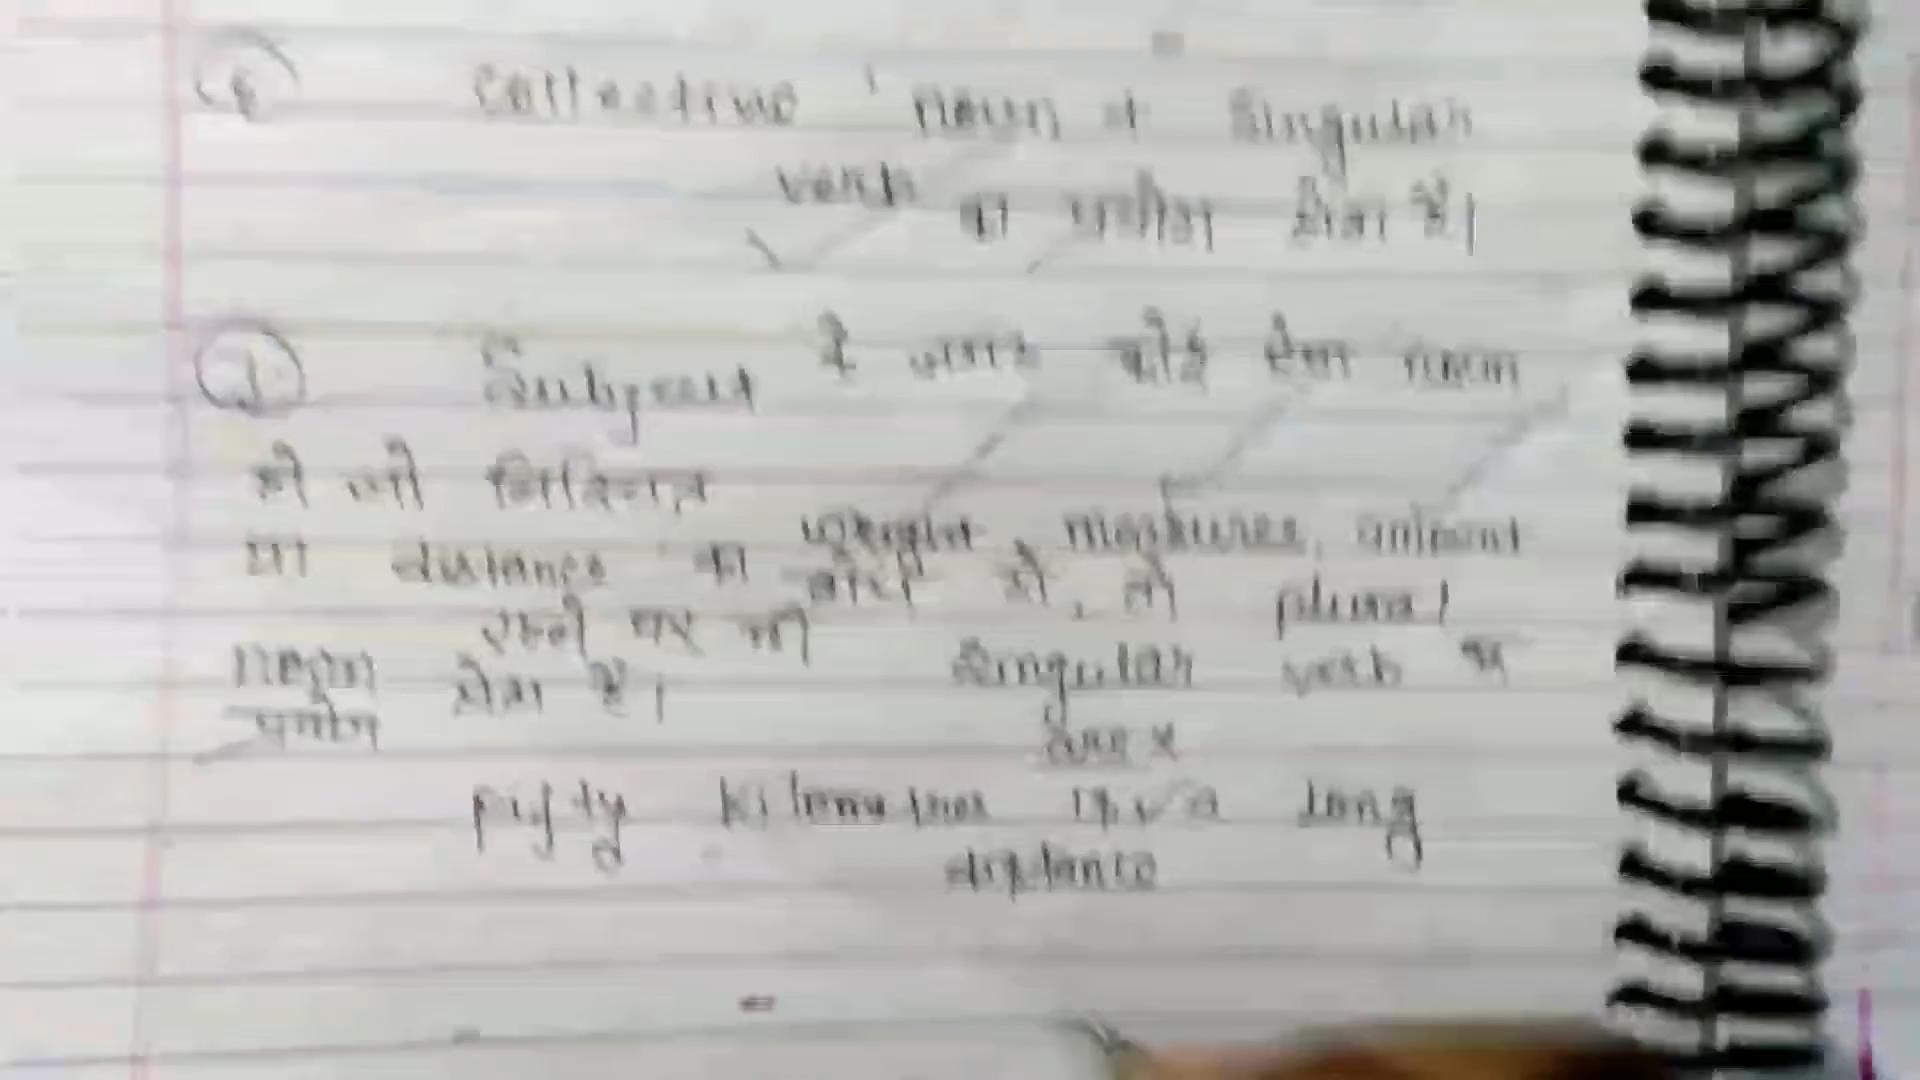 Collective noun में Singular
verb का प्रयोग होता है।
Subject में अगर कोई ऐसा noun
हो जो निश्चित weight, measures, amount
या distance का बोध हो, तो plural
noun रहने पर भी Singular verb का
प्रयोग होता है।
Fifty kilometres is a long
distance